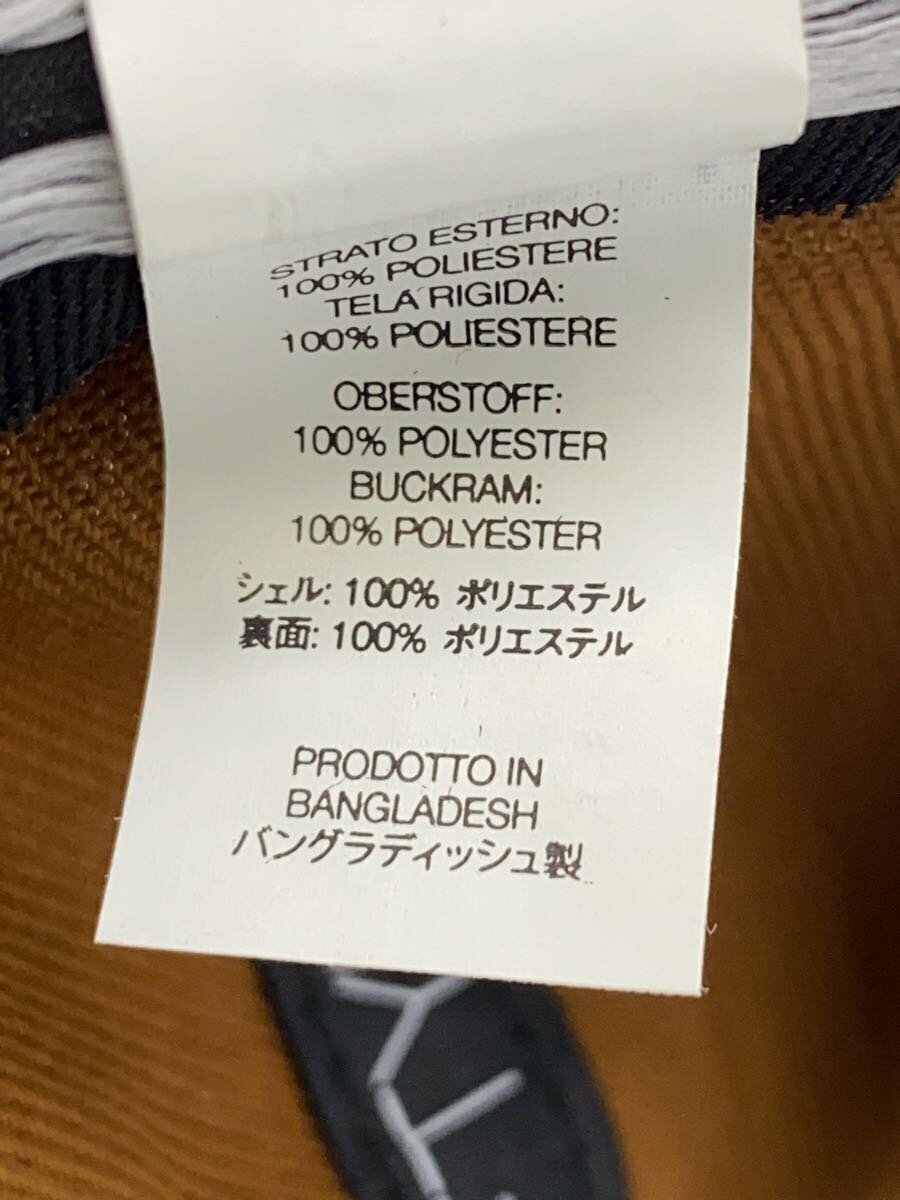 STRATO ESTERNO:
100% POLIESTERE
TELA RIGIDA:
100% POLIESTERE
OBERSTOFF:
100% POLYESTER
BUCKRAM:
100% POLYESTER
シェル: 100% ポリエステル
裏面: 100% ポリエステル
PRODOTTO IN
BANGLADESH
バングラディッシュ製